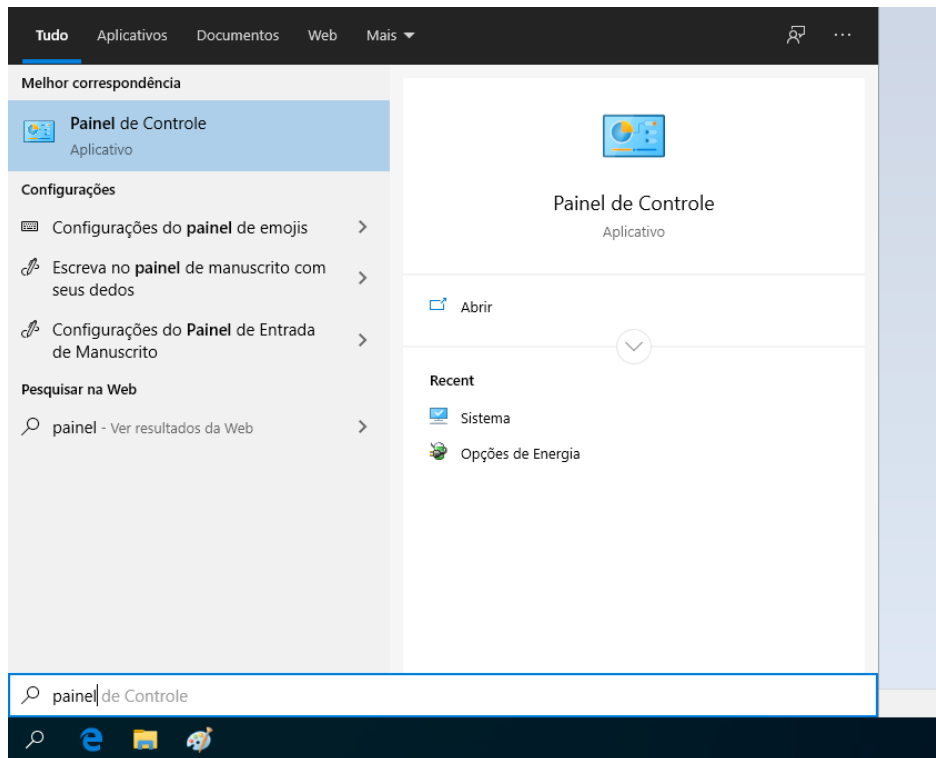 Tudo Aplicativos Documentos Web Mais
Melhor correspondência
Painel de Controle
Aplicativo
Configurações
Configurações do painel de emojis
Escreva no painel de manuscrito com
seus dedos
Configurações do Painel de Entrada
de Manuscrito
Pesquisar na Web
painel - Ver resultados da Web
Painel de Controle
Aplicativo
Abrir
Recent
Sistema
Opções de Energia
painel de Controle